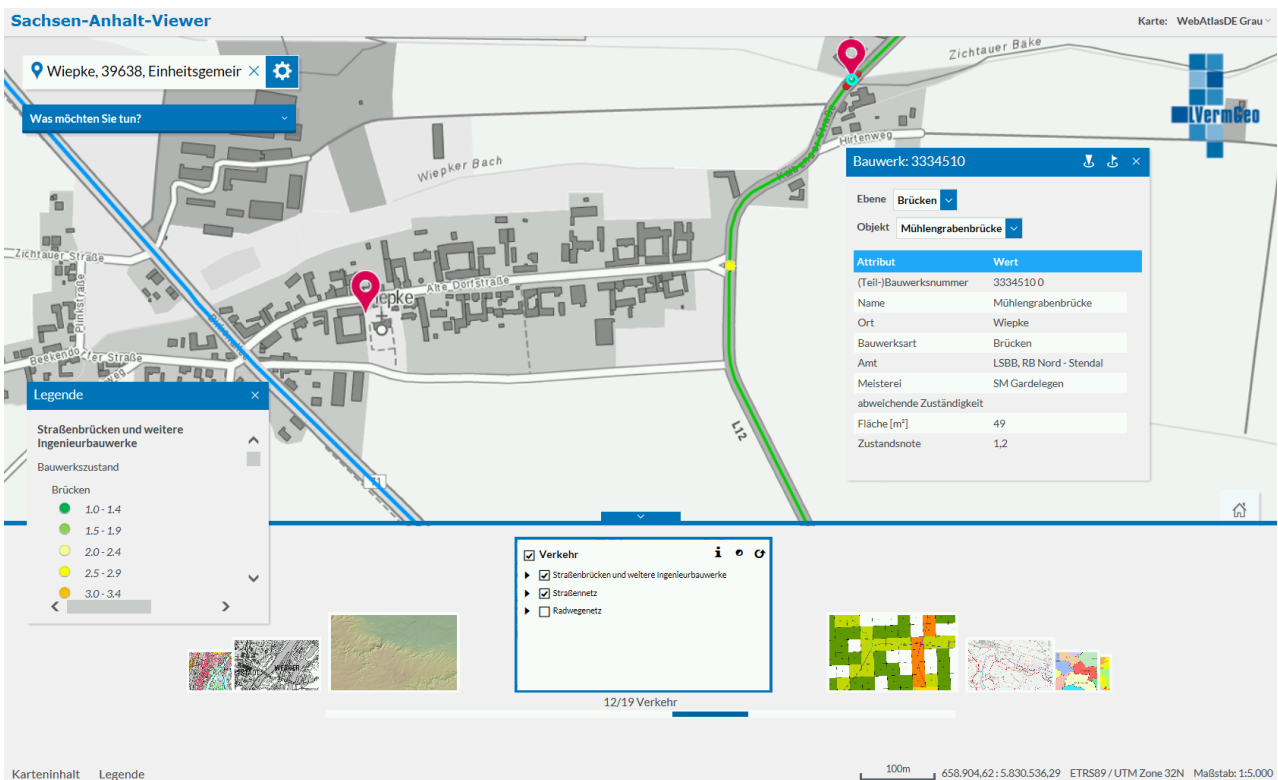 Sachsen-Anhalt-Viewer
Karte: WebAtlasDE Grau
Wiepke, 39638, Einheitsgemeir
Was möchten Sie tun?
Zichtauer Bäke
LVermGeo
Hirtenweg
Wiepker Bach
Bauwerk: 3334510
Ebene Brücken
Objekt Mühlengrabenbrücke
Attribut Wert
(Teil-)Bauwerksnummer 3334510 0
Name Mühlengrabenbrücke
Ort Wiepke
Bauwerksart Brücken
Amt LSBB, RB Nord - Stendal
Meisterei SM Gardelegen
abweichende Zuständigkeit
Fläche [m²] 49
Zustandsnote 1,2
Zichtauer Straße
Plinkstraße
Alte Dorfstraße
epke
L12
71
Legende
Straßenbrücken und weitere
Ingenieurbauwerke
Bauwerkszustand
Brücken
1.0 - 1.4
1.5 - 1.9
2.0 - 2.4
2.5 - 2.9
3.0 - 3.4
Verkehr
Straßenbrücken und weitere Ingenieurbauwerke
Straßennetz
Radwegenetz
12/19 Verkehr
Karteninhalt Legende
100m
658.904,62 : 5.830.536,29 ETRS89 / UTM Zone 32N Maßstab: 1:5.000